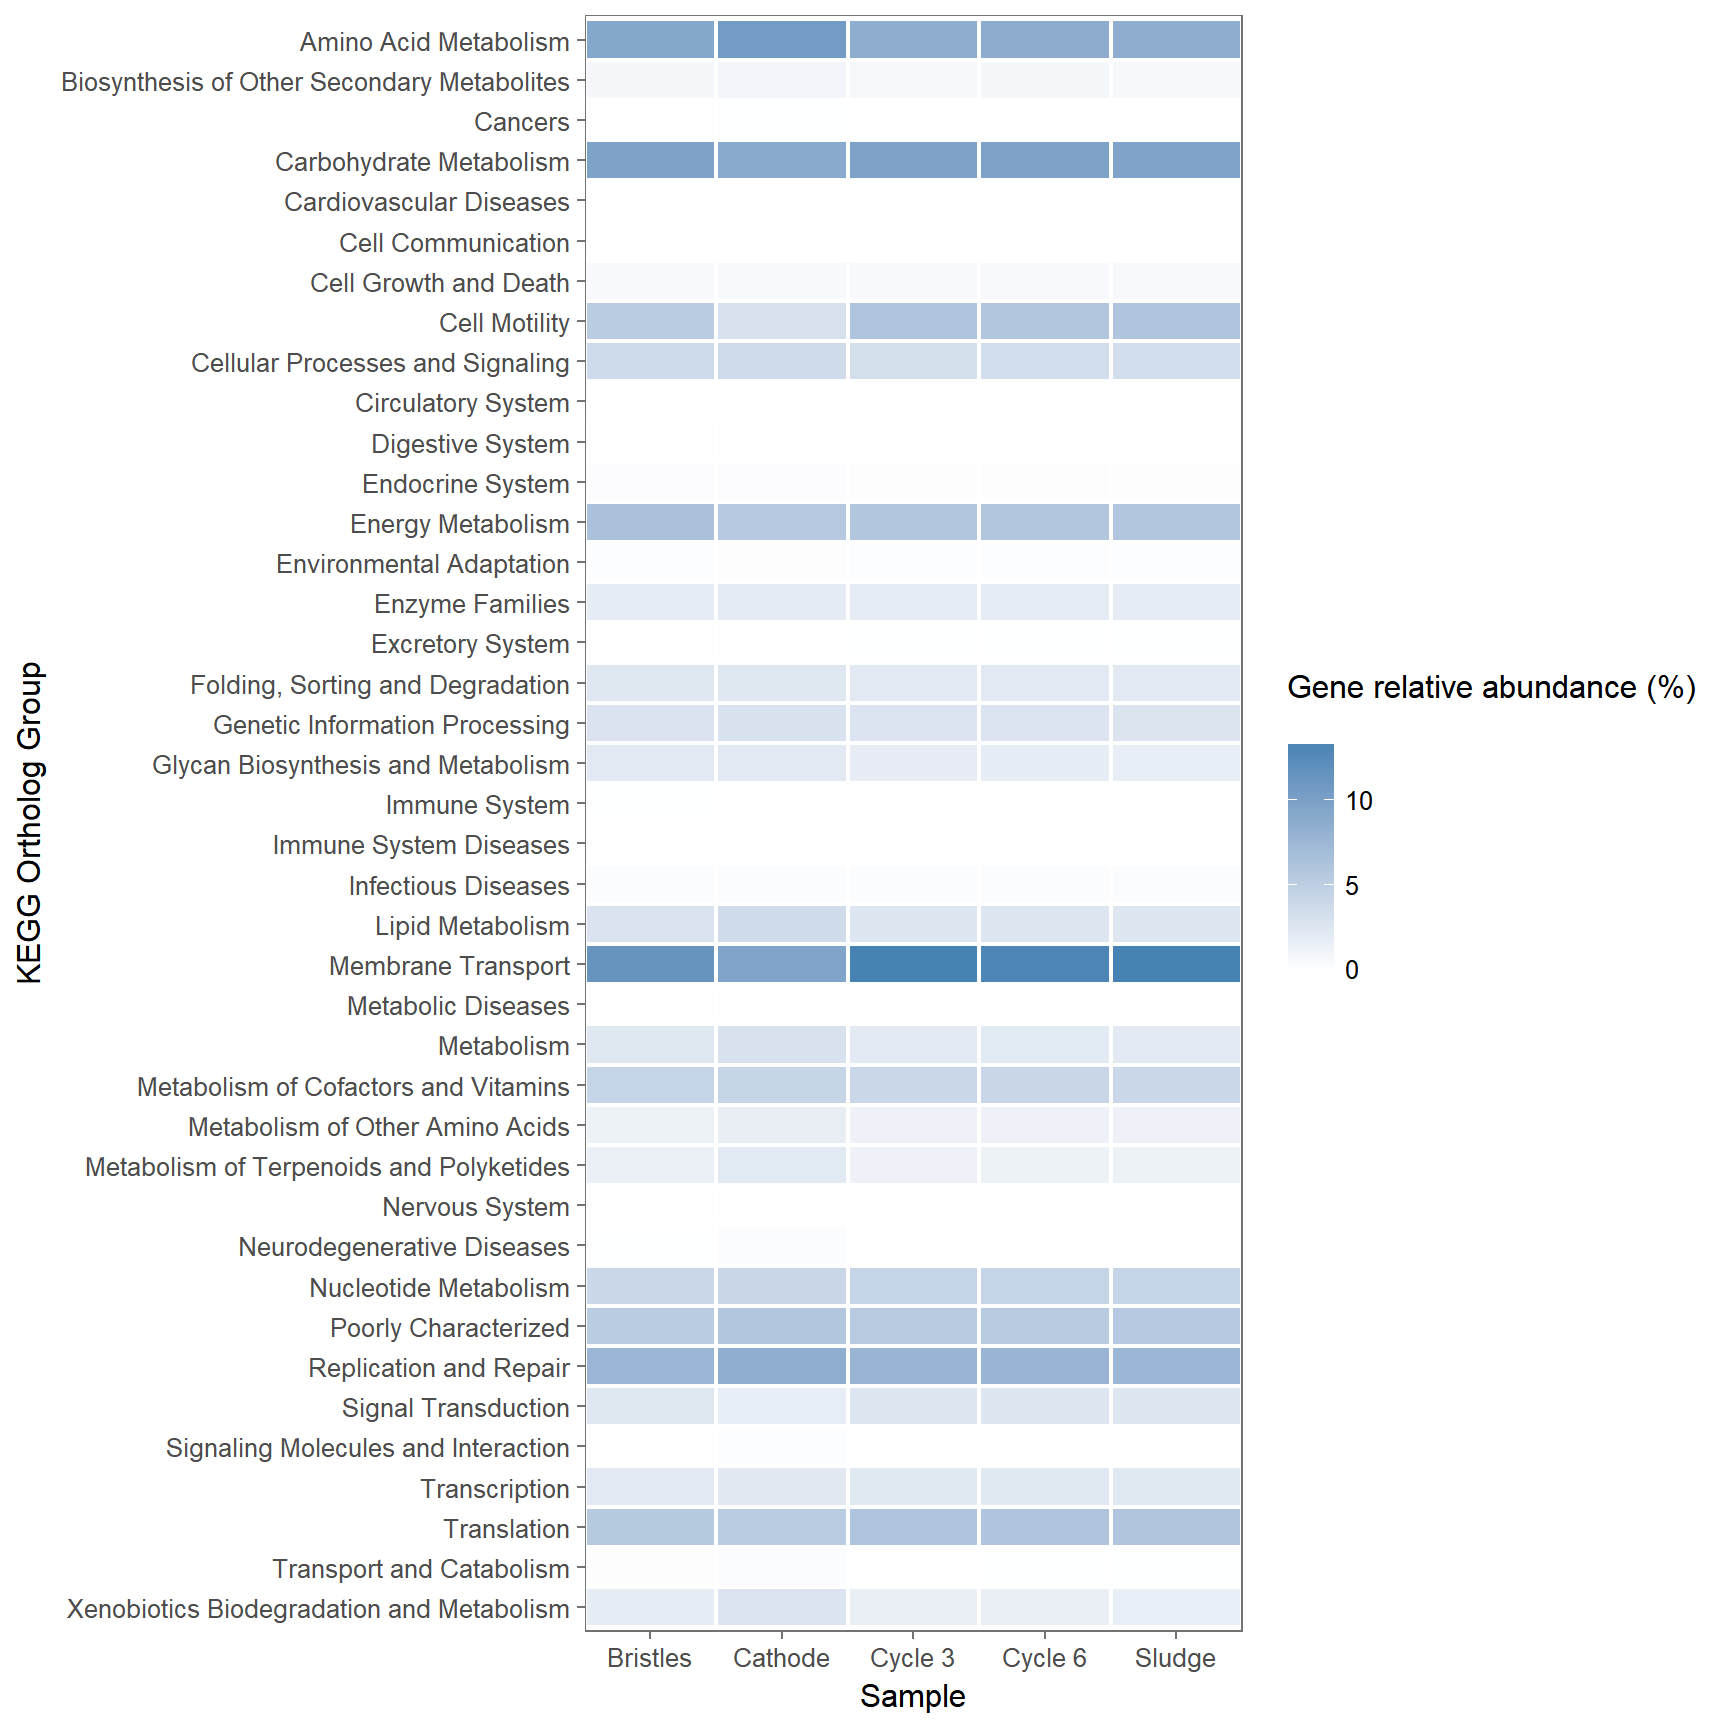 Amino Acid Metabolism
Biosynthesis of Other Secondary Metabolites
Cancers
Carbohydrate Metabolism
Cardiovascular Diseases
Cell Communication
Cell Growth and Death
Cell Motility
Cellular Processes and Signaling
Circulatory System
Digestive System
Endocrine System
Energy Metabolism
Environmental Adaptation
Enzyme Families
Excretory System
Folding, Sorting and Degradation
Genetic Information Processing
Glycan Biosynthesis and Metabolism
Immune System
Immune System Diseases
Infectious Diseases
Lipid Metabolism
Membrane Transport
Metabolic Diseases
Metabolism
Metabolism of Cofactors and Vitamins
Metabolism of Other Amino Acids
Metabolism of Terpenoids and Polyketides
Nervous System
Neurodegenerative Diseases
Nucleotide Metabolism
Poorly Characterized
Replication and Repair
Signal Transduction
Signaling Molecules and Interaction
Transcription
Translation
Transport and Catabolism
Xenobiotics Biodegradation and Metabolism
KEGG Ortholog Group
Bristles Cathode Cycle 3 Cycle 6 Sludge
Sample
Gene relative abundance (%)
10
5
0